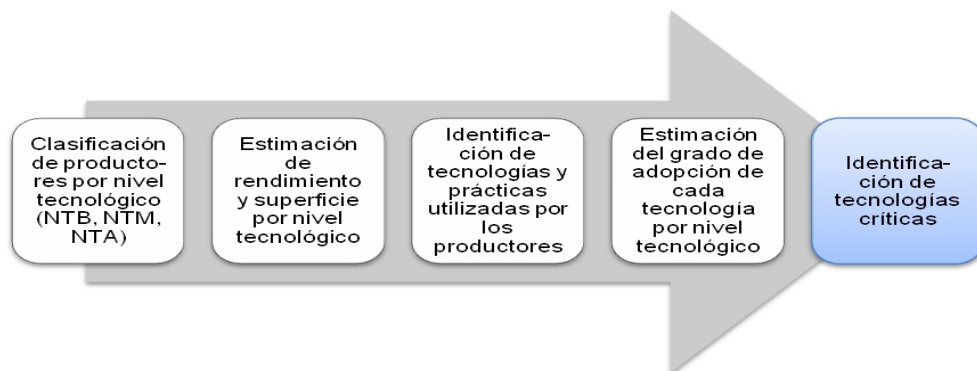 Clasificación
de producto-
res por nivel
tecnológico
(NTB, NTM,
NTA)
Estimación
de
rendimiento
y superficie
por nivel
tecnológico
Identifica-
ción de
tecnologías y
prácticas
utilizadas por
los
productores
Estimación
del grado de
adopción de
cada
tecnología
por nivel
tecnológico
Identifica-
ción de
tecnologías
críticas